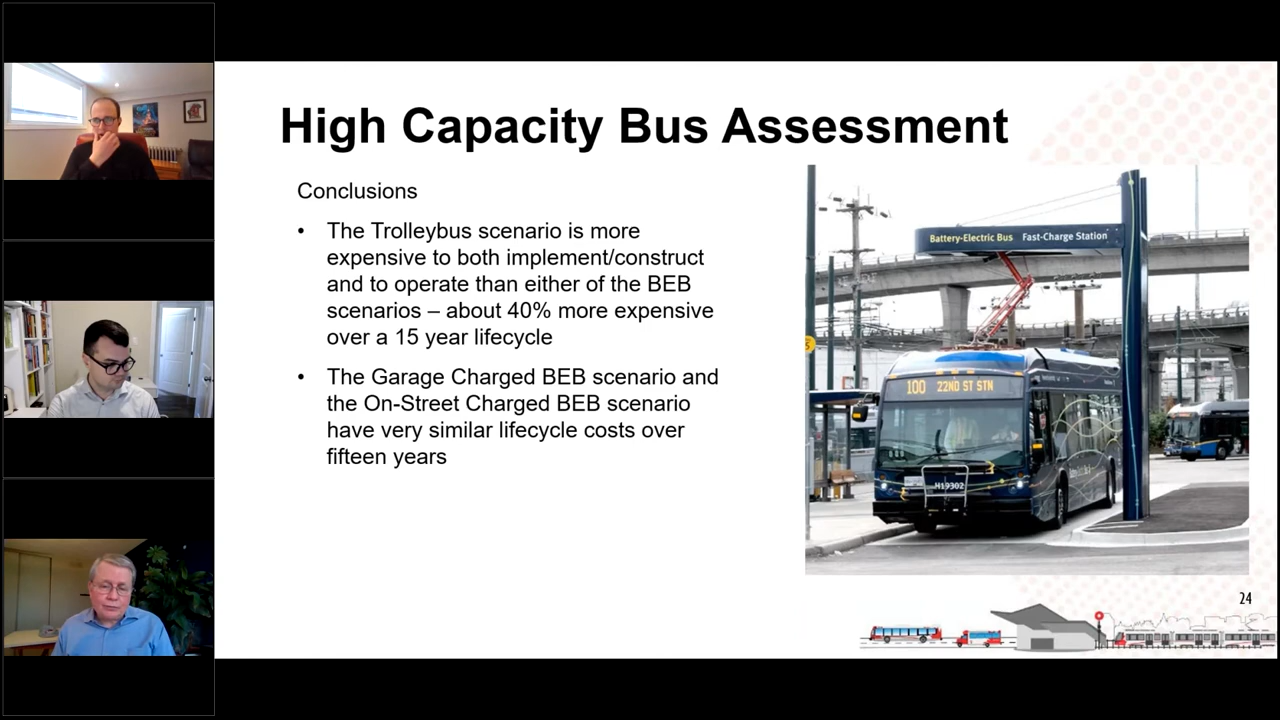 High Capacity Bus Assessment
Conclusions
• The Trolleybus scenario is more
expensive to both implement/construct
and to operate than either of the BEB
scenarios – about 40% more expensive
over a 15 year lifecycle
• The Garage Charged BEB scenario and
the On-Street Charged BEB scenario
have very similar lifecycle costs over
fifteen years
Battery-Electric Bus Fast-Charge Station
100 22ND ST STN
H19302
24